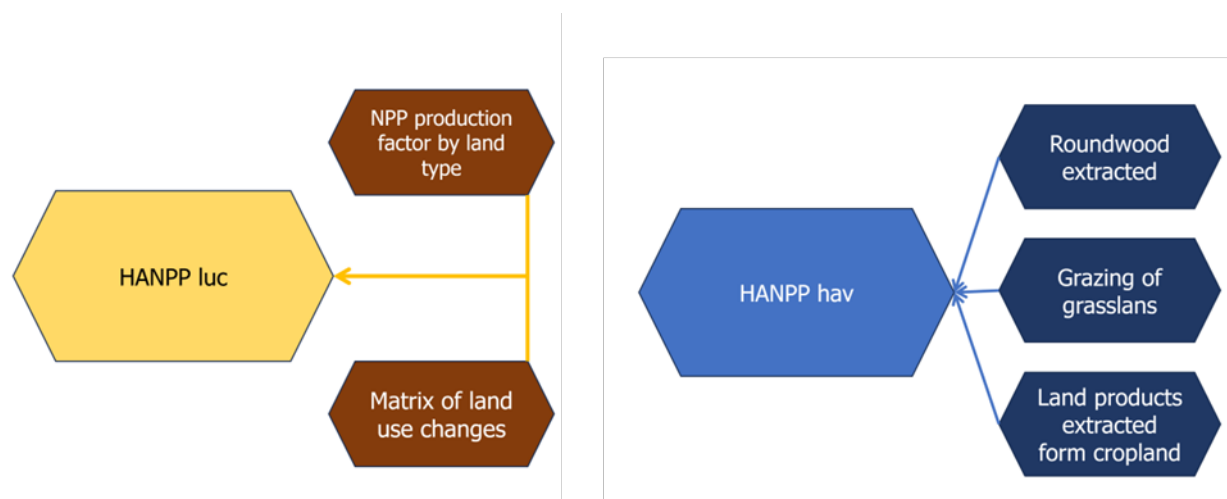 NPP production
factor by land
type
HANPP luc
Matrix of land
use changes
Roundwood
extracted
HANPP hav
Grazing of
grasslans
Land products
extracted
form cropland